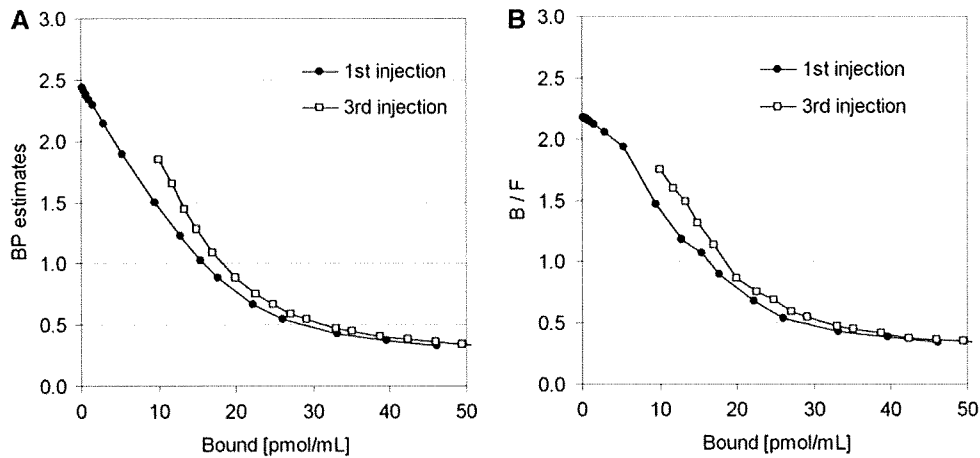 A
3.0
2.5
2.0
1.5
1.0
0.5
0.0
BP estimates
1st injection
3rd injection
0 10 20 30 40 50
Bound [pmol/mL]
B
3.0
2.5
2.0
1.5
1.0
0.5
0.0
B / F
1st injection
3rd injection
0 10 20 30 40 50
Bound [pmol/mL]